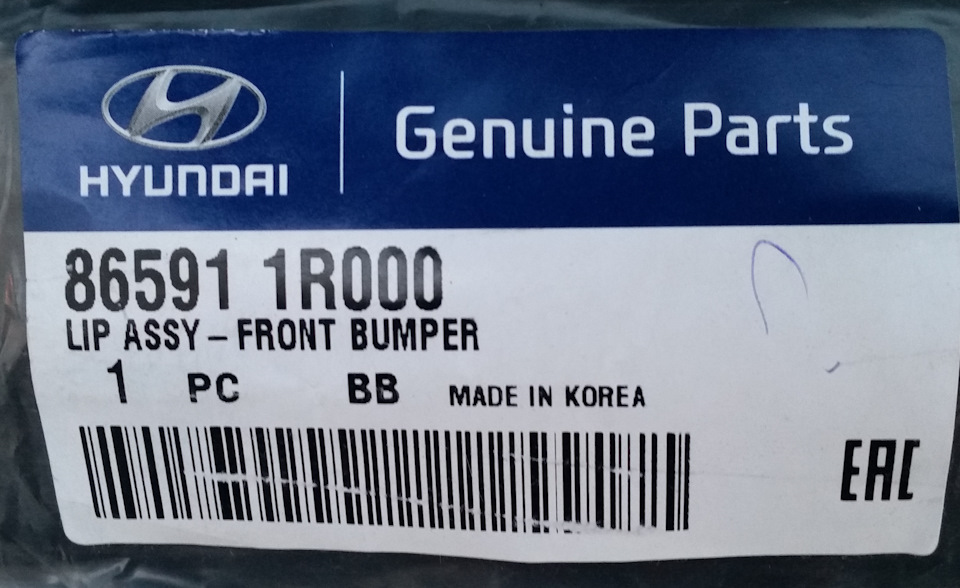 HYUNDAI
Genuine Parts
86591 1R000
LIP ASSY – FRONT BUMPER
1 PC BB MADE IN KOREA
EAC